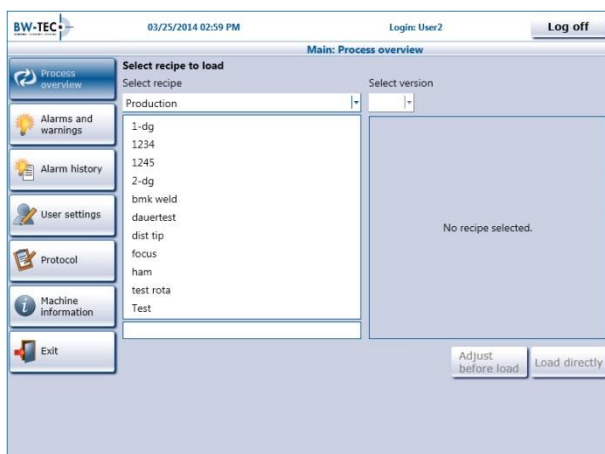 BW-TEC
03/25/2014 02:59 PM
Login: User2
Log off
Main: Process overview
Process
overview
Alarms and
warnings
Alarm history
User settings
Protocol
Machine
information
Exit
Select recipe to load
Select recipe
Select version
Production
1-dg
1234
1245
2-dg
bmk weld
dauertest
dist tip
focus
ham
test rota
Test
No recipe selected.
Adjust
before load
Load directly